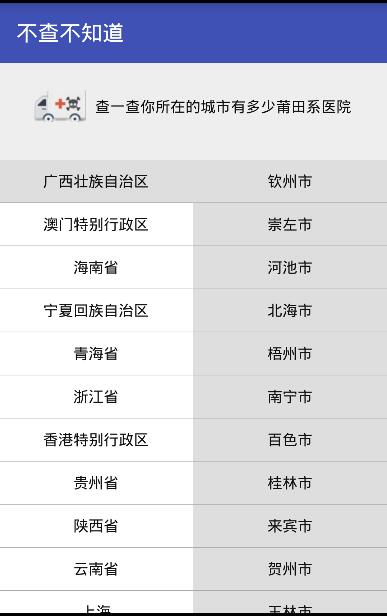 不查不知道
查一查你所在的城市有多少莆田系医院
广西壮族自治区 钦州市
澳门特别行政区 崇左市
海南省 河池市
宁夏回族自治区 北海市
青海省 梧州市
浙江省 南宁市
香港特别行政区 百色市
贵州省 桂林市
陕西省 来宾市
云南省 贺州市
上海 玉林市